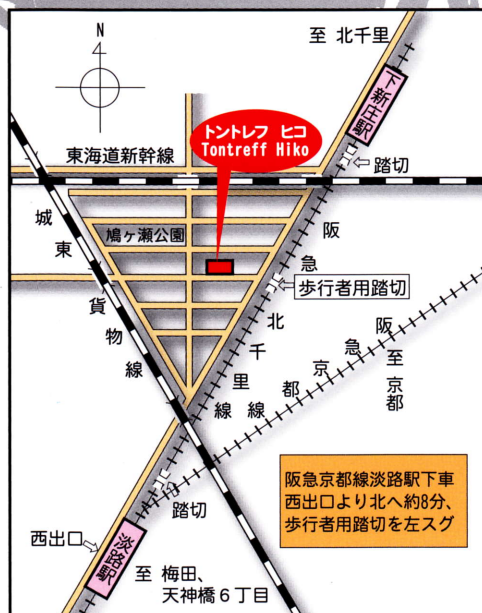 N
至 北千里
下新庄駅
トントレフ ヒコ
Tontreff Hiko
東海道新幹線
踏切
城東貨物線
鳩ヶ瀬公園
阪急北千里線
歩行者用踏切
阪急京都線
至 京都
阪急京都線淡路駅下車
西出口より北へ約8分、
歩行者用踏切を左スグ
踏切
西出口
淡路駅
至 梅田、
天神橋6丁目